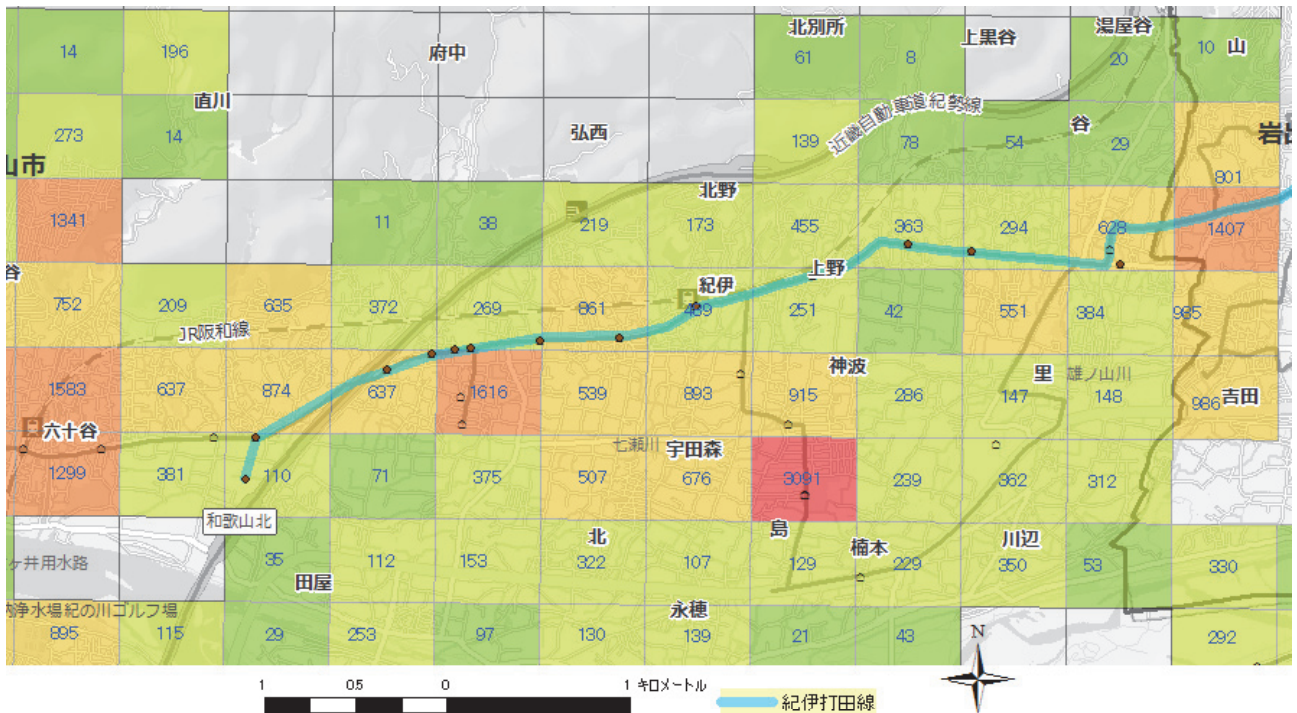 北別所
湯屋谷
14 196 府中 61 8 上黒谷 20 10 山
直川
273 14 弘西 139 近畿自動車道紀勢線 78 54 谷 29 岩出
山市 801
1341 11 38 219 北野 173 455 363 294 628 1407
谷 紀伊 上野
752 209 635 372 269 861 489 251 42 551 384 985
JR阪和線
1583 637 874 637 1616 539 893 915 神波 286 147 里 148 雄ノ山川 986 吉田
六十谷 七瀬川 宇田森
1299 381 110 71 375 507 676 3091 239 362 312
和歌山北
井用水路 35 112 153 北 322 107 島 129 楠本 229 川辺 350 53 330
田屋
浄水場紀の川ゴルフ場 永穂
895 115 29 253 97 130 139 21 43 292
N
1 0.5 0 1 キロメートル
紀伊打田線